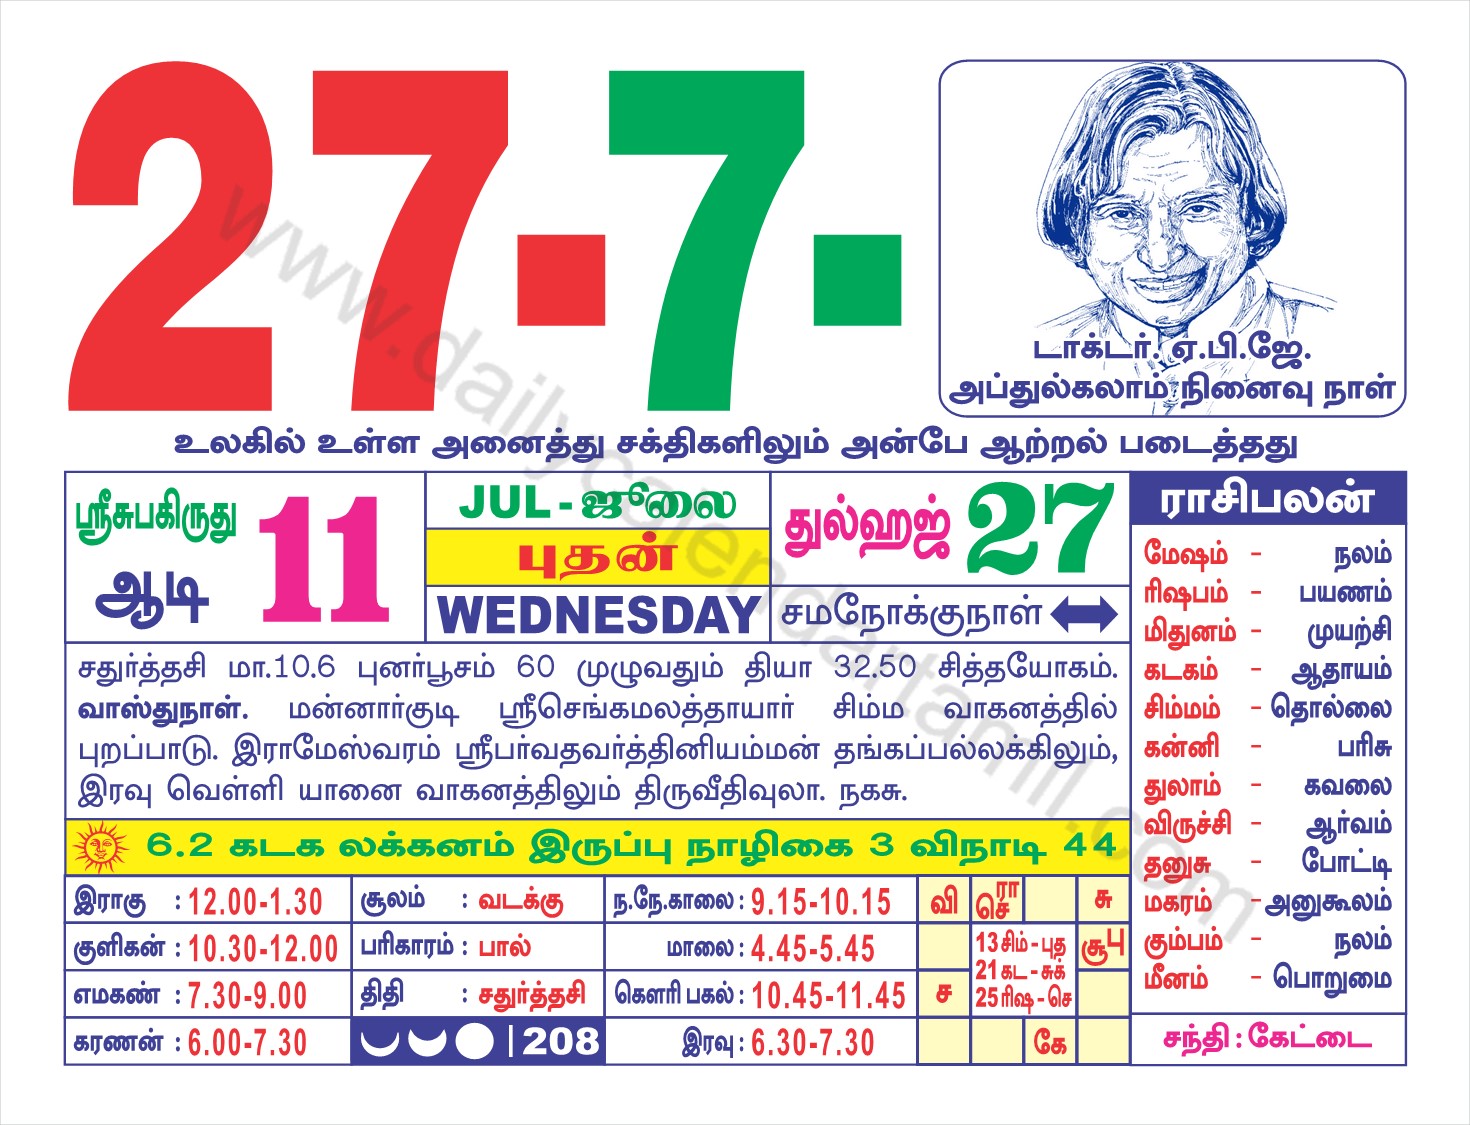 27-7-
டாக்டர். ஏ.பி.ஜே.
அப்துல்கலாம் நினைவு நாள்
உலகில் உள்ள அனைத்து சக்திகளிலும் அன்பே ஆற்றல் படைத்தது
ஸ்ரீசுபகிருது
ஆடி
11
JUL - ஜூலை
புதன்
WEDNESDAY
துல்ஹஜ் 27
சமநோக்குநாள்
சதுர்த்தசி மா.10.6 புனர்பூசம் 60 முழுவதும் தியா 32.50 சித்தயோகம்.
வாஸ்துநாள். மன்னார்குடி ஸ்ரீசெங்கமலத்தாயார் சிம்ம வாகனத்தில்
புறப்பாடு. இராமேஸ்வரம் ஸ்ரீபர்வதவர்த்தினியம்மன் தங்கப்பல்லக்கிலும்,
இரவு வெள்ளி யானை வாகனத்திலும் திருவீதிவுலா. நகசு.
6.2 கடக லக்கனம் இருப்பு நாழிகை 3 விநாடி 44
இராகு : 12.00-1.30
குளிகன் : 10.30-12.00
எமகண் : 7.30-9.00
கரணன் : 6.00-7.30
சூலம் : வடக்கு
பரிகாரம் : பால்
திதி : சதுர்த்தசி
208
ந.நே.காலை : 9.15-10.15
மாலை : 4.45-5.45
கௌரி பகல் : 10.45-11.45
இரவு : 6.30-7.30
வி
ரா
செ
சு
13 சிம் - புத
21 கட - சுக்
25 ரிஷ - செ
சூபு
ச
கே
ராசிபலன்
மேஷம் - நலம்
ரிஷபம் - பயணம்
மிதுனம் - முயற்சி
கடகம் - ஆதாயம்
சிம்மம் - தொல்லை
கன்னி - பரிசு
துலாம் - கவலை
விருச்சி - ஆர்வம்
தனுசு - போட்டி
மகரம் - அனுகூலம்
கும்பம் - நலம்
மீனம் - பொறுமை
சந்தி : கேட்டை
www.dailycalendartamil.com